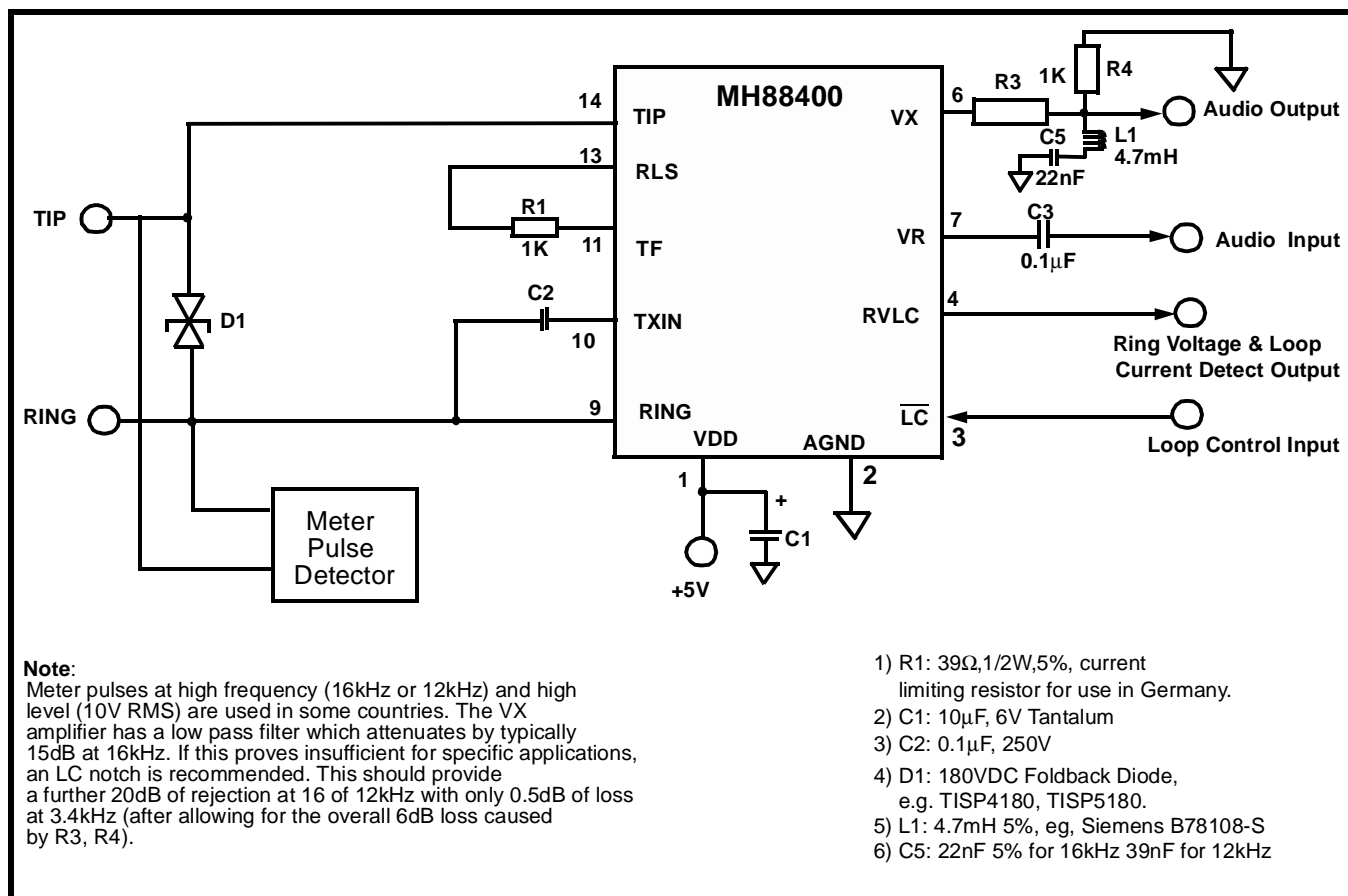 MH88400
14
TIP
13
RLS
R1
1K
11
TF
C2
TXIN
10
9
RING
VDD
1
AGND
2
TIP
D1
RING
Meter
Pulse
Detector
+
C1
+5V
VX
6
R3
1K
R4
Audio Output
C5
22nF
L1
4.7mH
VR
7
C3
0.1µF
Audio Input
RVLC
4
Ring Voltage & Loop
Current Detect Output
LC
3
Loop Control Input
Note:
Meter pulses at high frequency (16kHz or 12kHz) and high
level (10V RMS) are used in some countries. The VX
amplifier has a low pass filter which attenuates by typically
15dB at 16kHz. If this proves insufficient for specific applications,
an LC notch is recommended. This should provide
a further 20dB of rejection at 16 of 12kHz with only 0.5dB of loss
at 3.4kHz (after allowing for the overall 6dB loss caused
by R3, R4).
1) R1: 39Ω,1/2W,5%, current
limiting resistor for use in Germany.
2) C1: 10µF, 6V Tantalum
3) C2: 0.1µF, 250V
4) D1: 180VDC Foldback Diode,
e.g. TISP4180, TISP5180.
5) L1: 4.7mH 5%, eg, Siemens B78108-S
6) C5: 22nF 5% for 16kHz 39nF for 12kHz